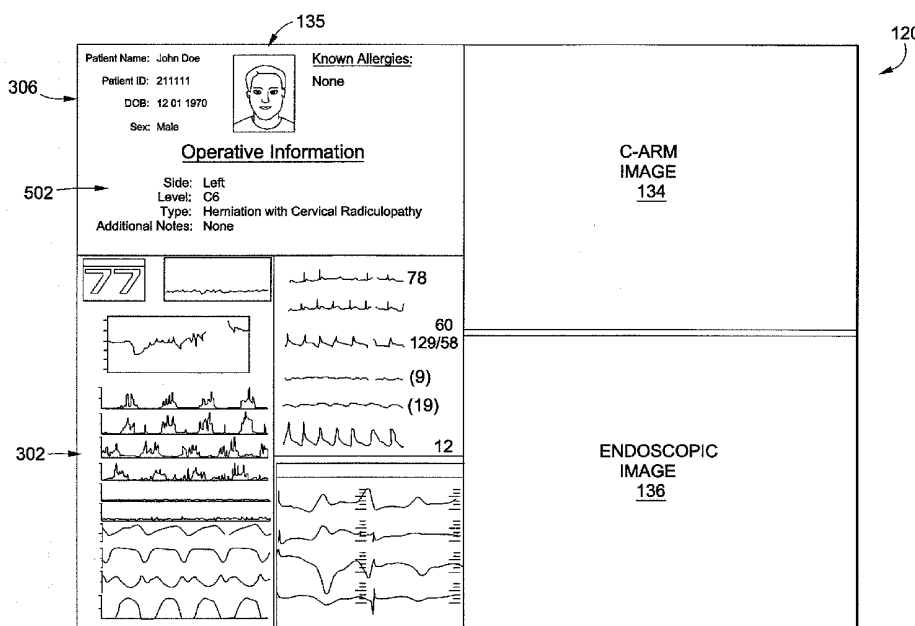 135
120
306
Patient Name: John Doe
Patient ID: 211111
DOB: 12 01 1970
Sex: Male
Known Allergies:
None
Operative Information
502
Side: Left
Level: C6
Type: Herniation with Cervical Radiculopathy
Additional Notes: None
C-ARM
IMAGE
134
77
78
60
129/58
(9)
(19)
12
302
ENDOSCOPIC
IMAGE
136